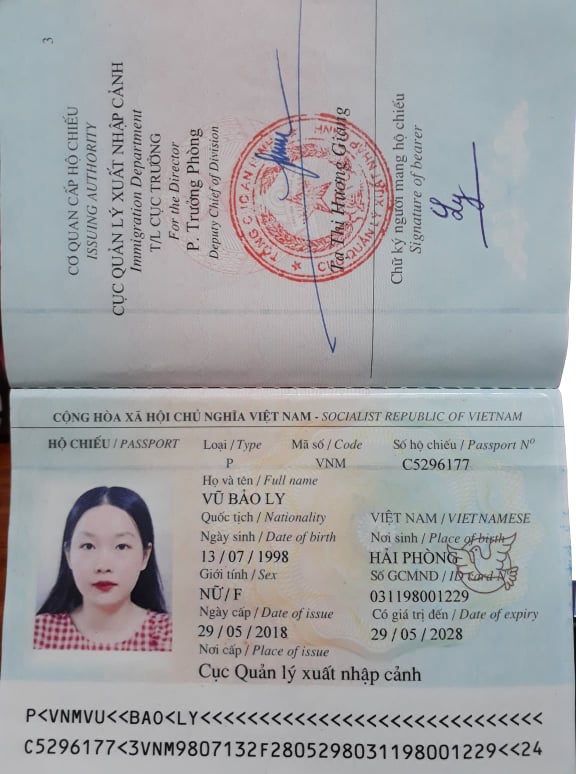 3
CƠ QUAN CẤP HỘ CHIẾU
ISSUING AUTHORITY
CỤC QUẢN LÝ XUẤT NHẬP CẢNH
Immigration Department
T/L CỤC TRƯỞNG
For the Director
P. Trưởng Phòng
Deputy Chief of Division
Tạ Thị Hương Giang
Chữ ký người mang hộ chiếu
Signature of bearer
Ly
CỘNG HÒA XÃ HỘI CHỦ NGHĨA VIỆT NAM - SOCIALIST REPUBLIC OF VIETNAM
HỘ CHIẾU / PASSPORT Loại / Type Mã số / Code Số hộ chiếu / Passport Nº
P VNM C5296177
Họ và tên / Full name
VŨ BẢO LY
Quốc tịch / Nationality VIỆT NAM / VIETNAMESE
Ngày sinh / Date of birth Nơi sinh / Place of birth
13 / 07 / 1998 HẢI PHÒNG
Giới tính / Sex Số GCMND / ID card Nº
NỮ / F 031198001229
Ngày cấp / Date of issue Có giá trị đến / Date of expiry
29 / 05 / 2018 29 / 05 / 2028
Nơi cấp / Place of issue
Cục Quản lý xuất nhập cảnh
P<VNMVU<<BAO<LY<<<<<<<<<<<<<<<<<<<<<<<<<<<<<
C5296177<3VNM9807132F2805298031198001229<<24